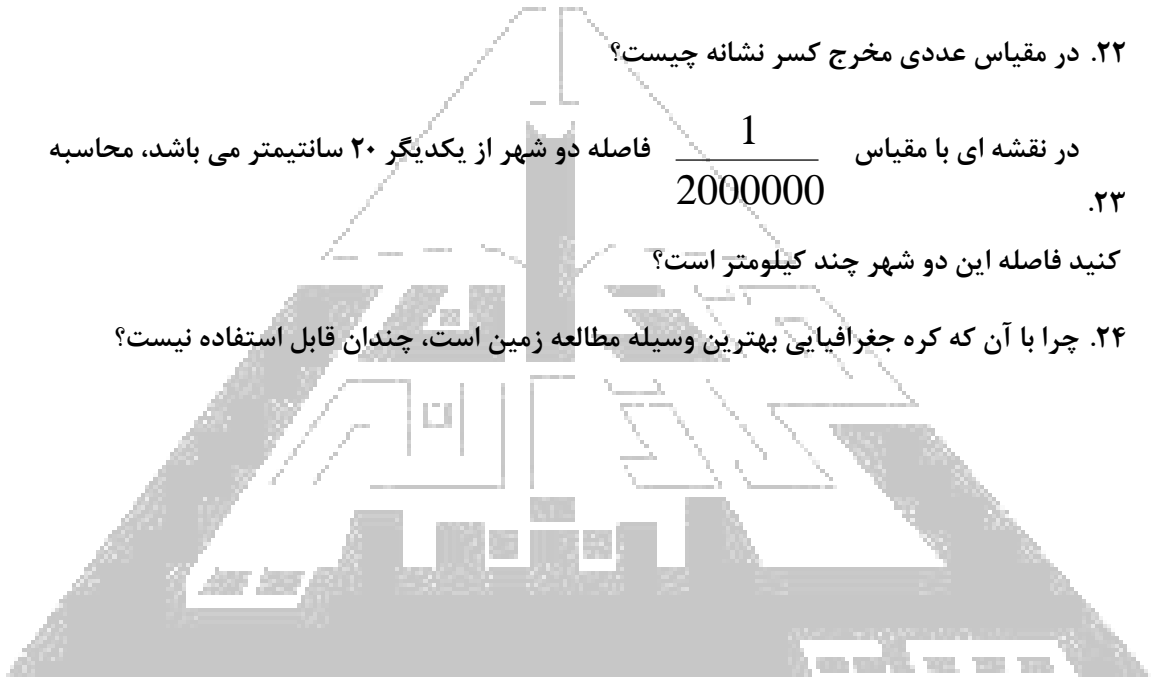 ۲۲. در مقیاس عددی مخرج کسر نشانه چیست؟
۲۳. در نقشه ای با مقیاس 1/2000000 فاصله دو شهر از یکدیگر ۲۰ سانتیمتر می باشد، محاسبه
کنید فاصله این دو شهر چند کیلومتر است؟
۲۴. چرا با آن که کره جغرافیایی بهترین وسیله مطالعه زمین است، چندان قابل استفاده نیست؟